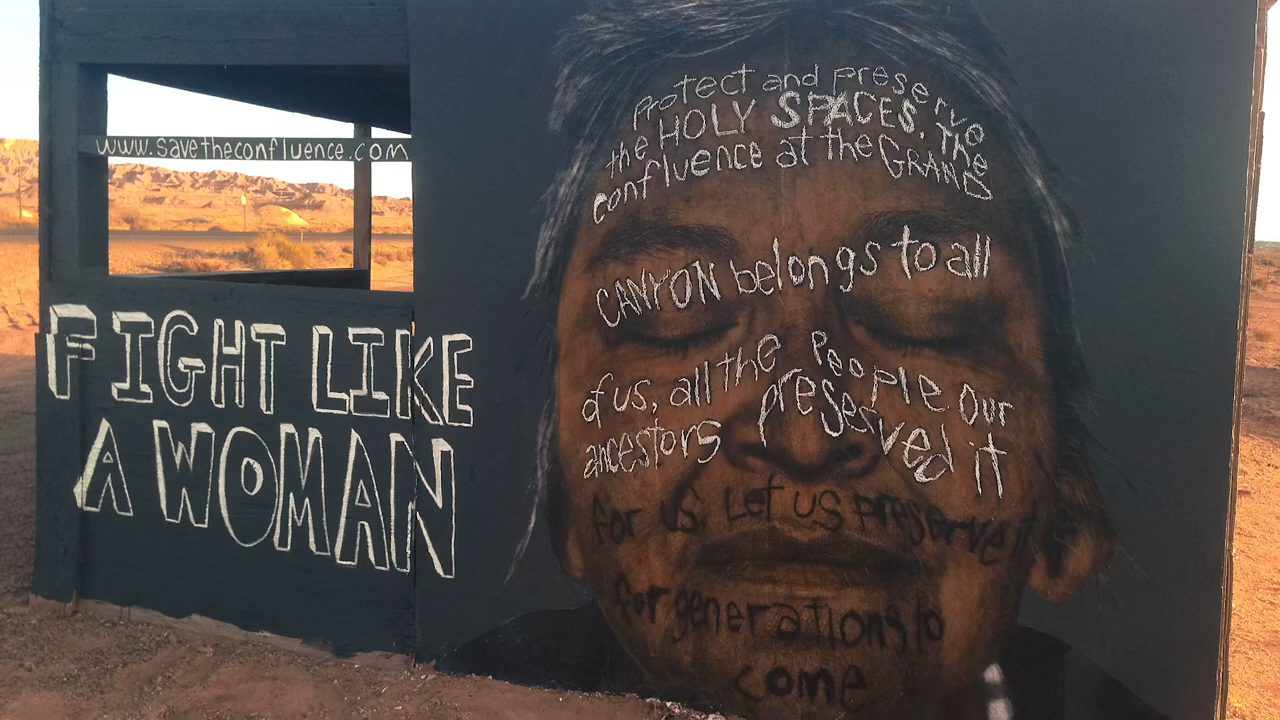 www.savetheconfluence.com
FIGHT LIKE
A WOMAN
Protect and preserve
the HOLY SPACES. The
confluence at the GRAND
CANYON belongs to all
of us, all the People Our
ancestors preserved it
for us. Let us preserve it
for generations to
come